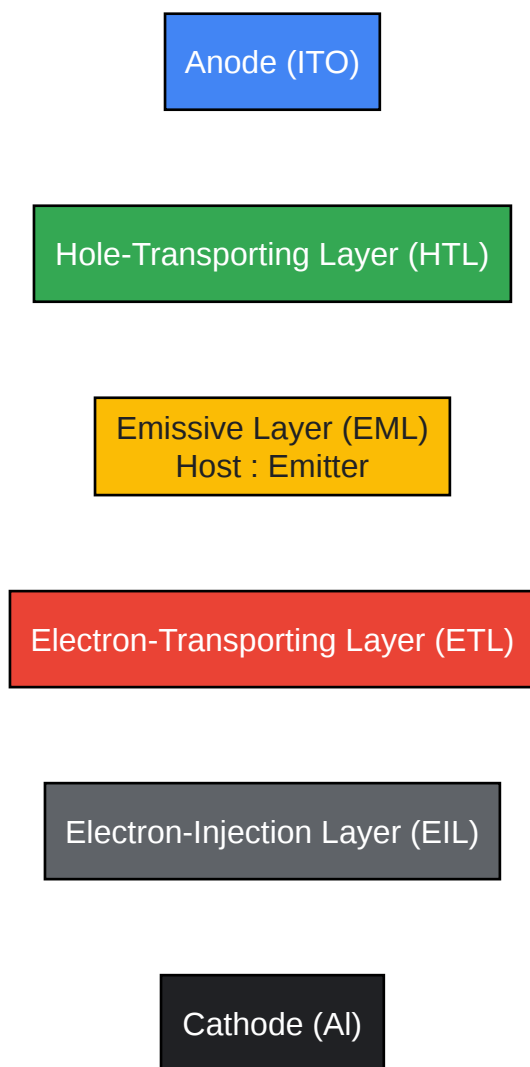 Anode (ITO)
Hole-Transporting Layer (HTL)
Emissive Layer (EML)
Host : Emitter
Electron-Transporting Layer (ETL)
Electron-Injection Layer (EIL)
Cathode (Al)